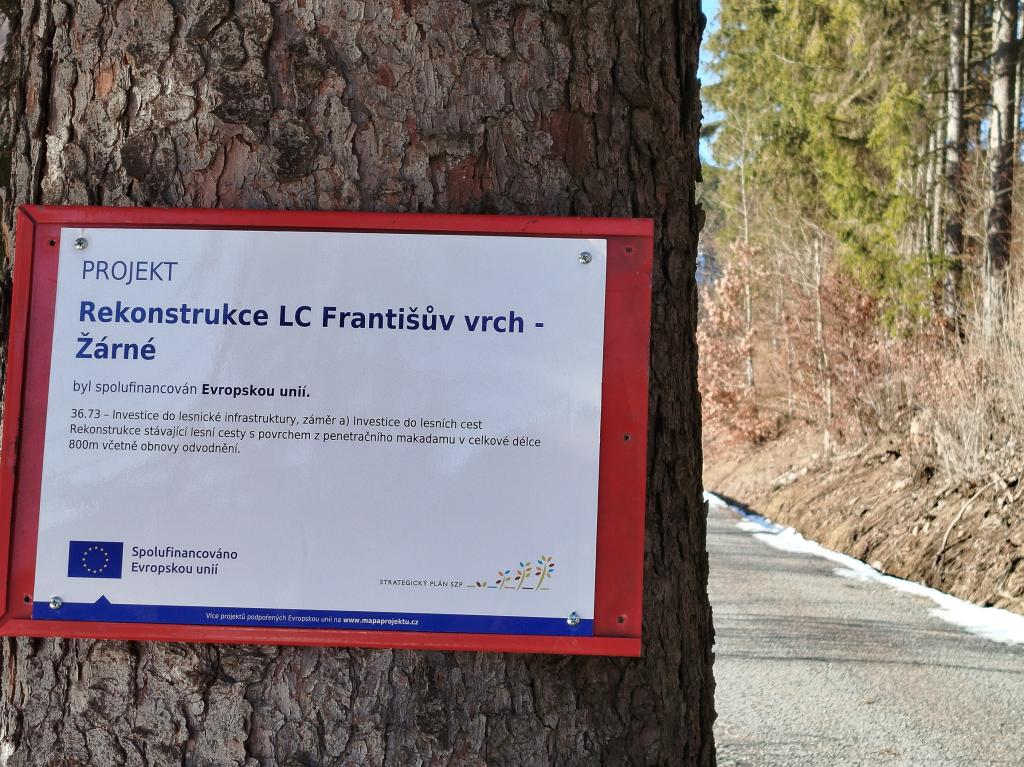 PROJEKT
Rekonstrukce LC Františův vrch -
Žárné
byl spolufinancován Evropskou unií.
36.73 – Investice do lesnické infrastruktury, záměr a) Investice do lesních cest
Rekonstrukce stávající lesní cesty s povrchem z penetračního makadamu v celkové délce
800m včetně obnovy odvodnění.
Spolufinancováno
Evropskou unií
STRATEGICKÝ PLÁN SZP
Více projektů podpořených Evropskou unií na www.mapaprojektu.cz